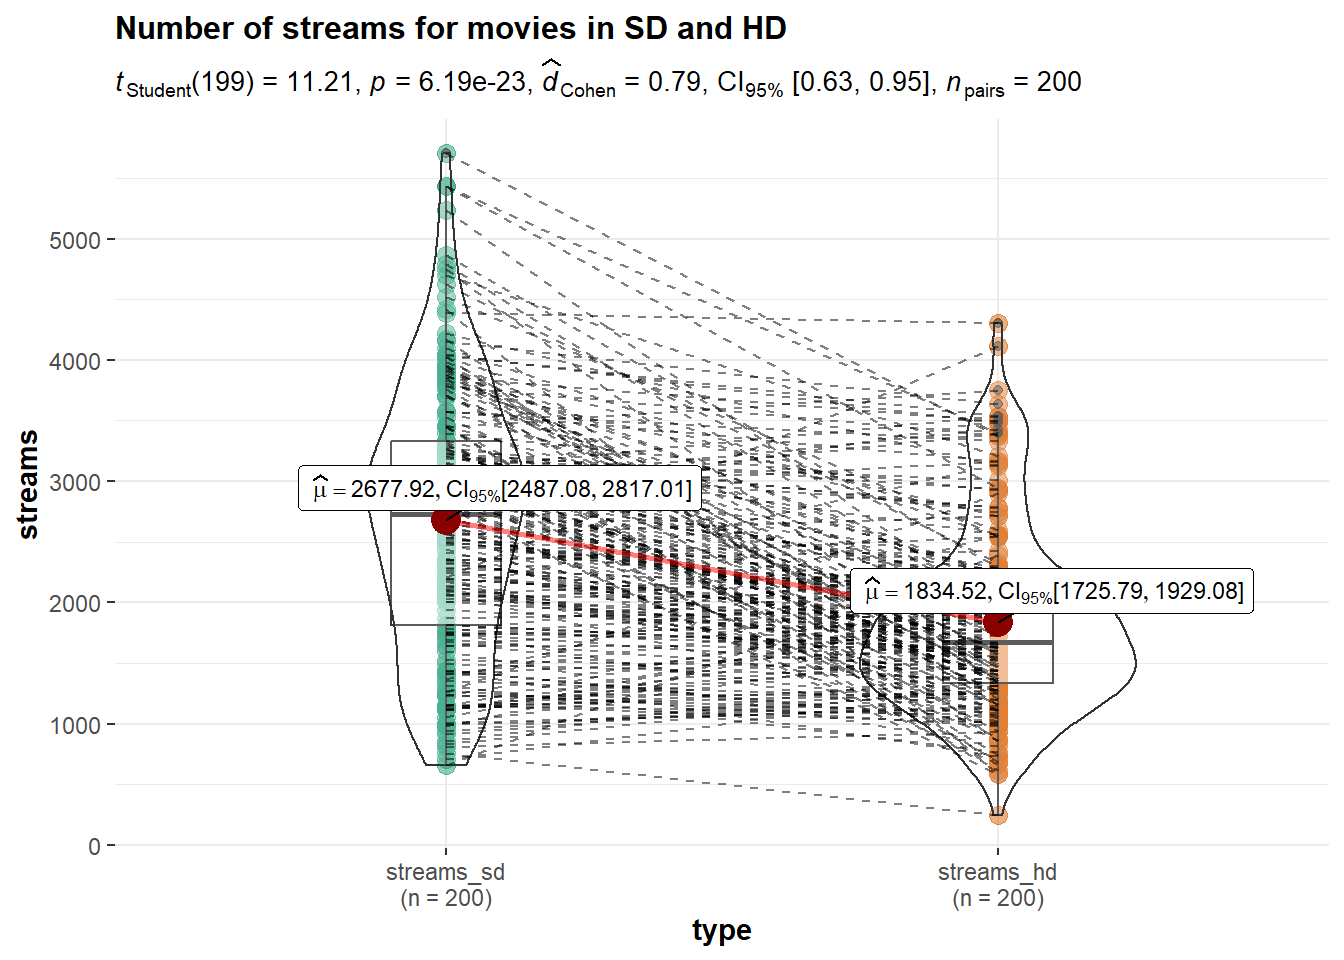 Number of streams for movies in SD and HD
t Student(199) = 11.21, p = 6.19e-23, d̂ Cohen = 0.79, CI95% [0.63, 0.95], n pairs = 200
streams
5000
4000
3000
2000
1000
0
μ̂ = 2677.92, CI95%[2487.08, 2817.01]
μ̂ = 1834.52, CI95%[1725.79, 1929.08]
streams_sd
(n = 200)
streams_hd
(n = 200)
type